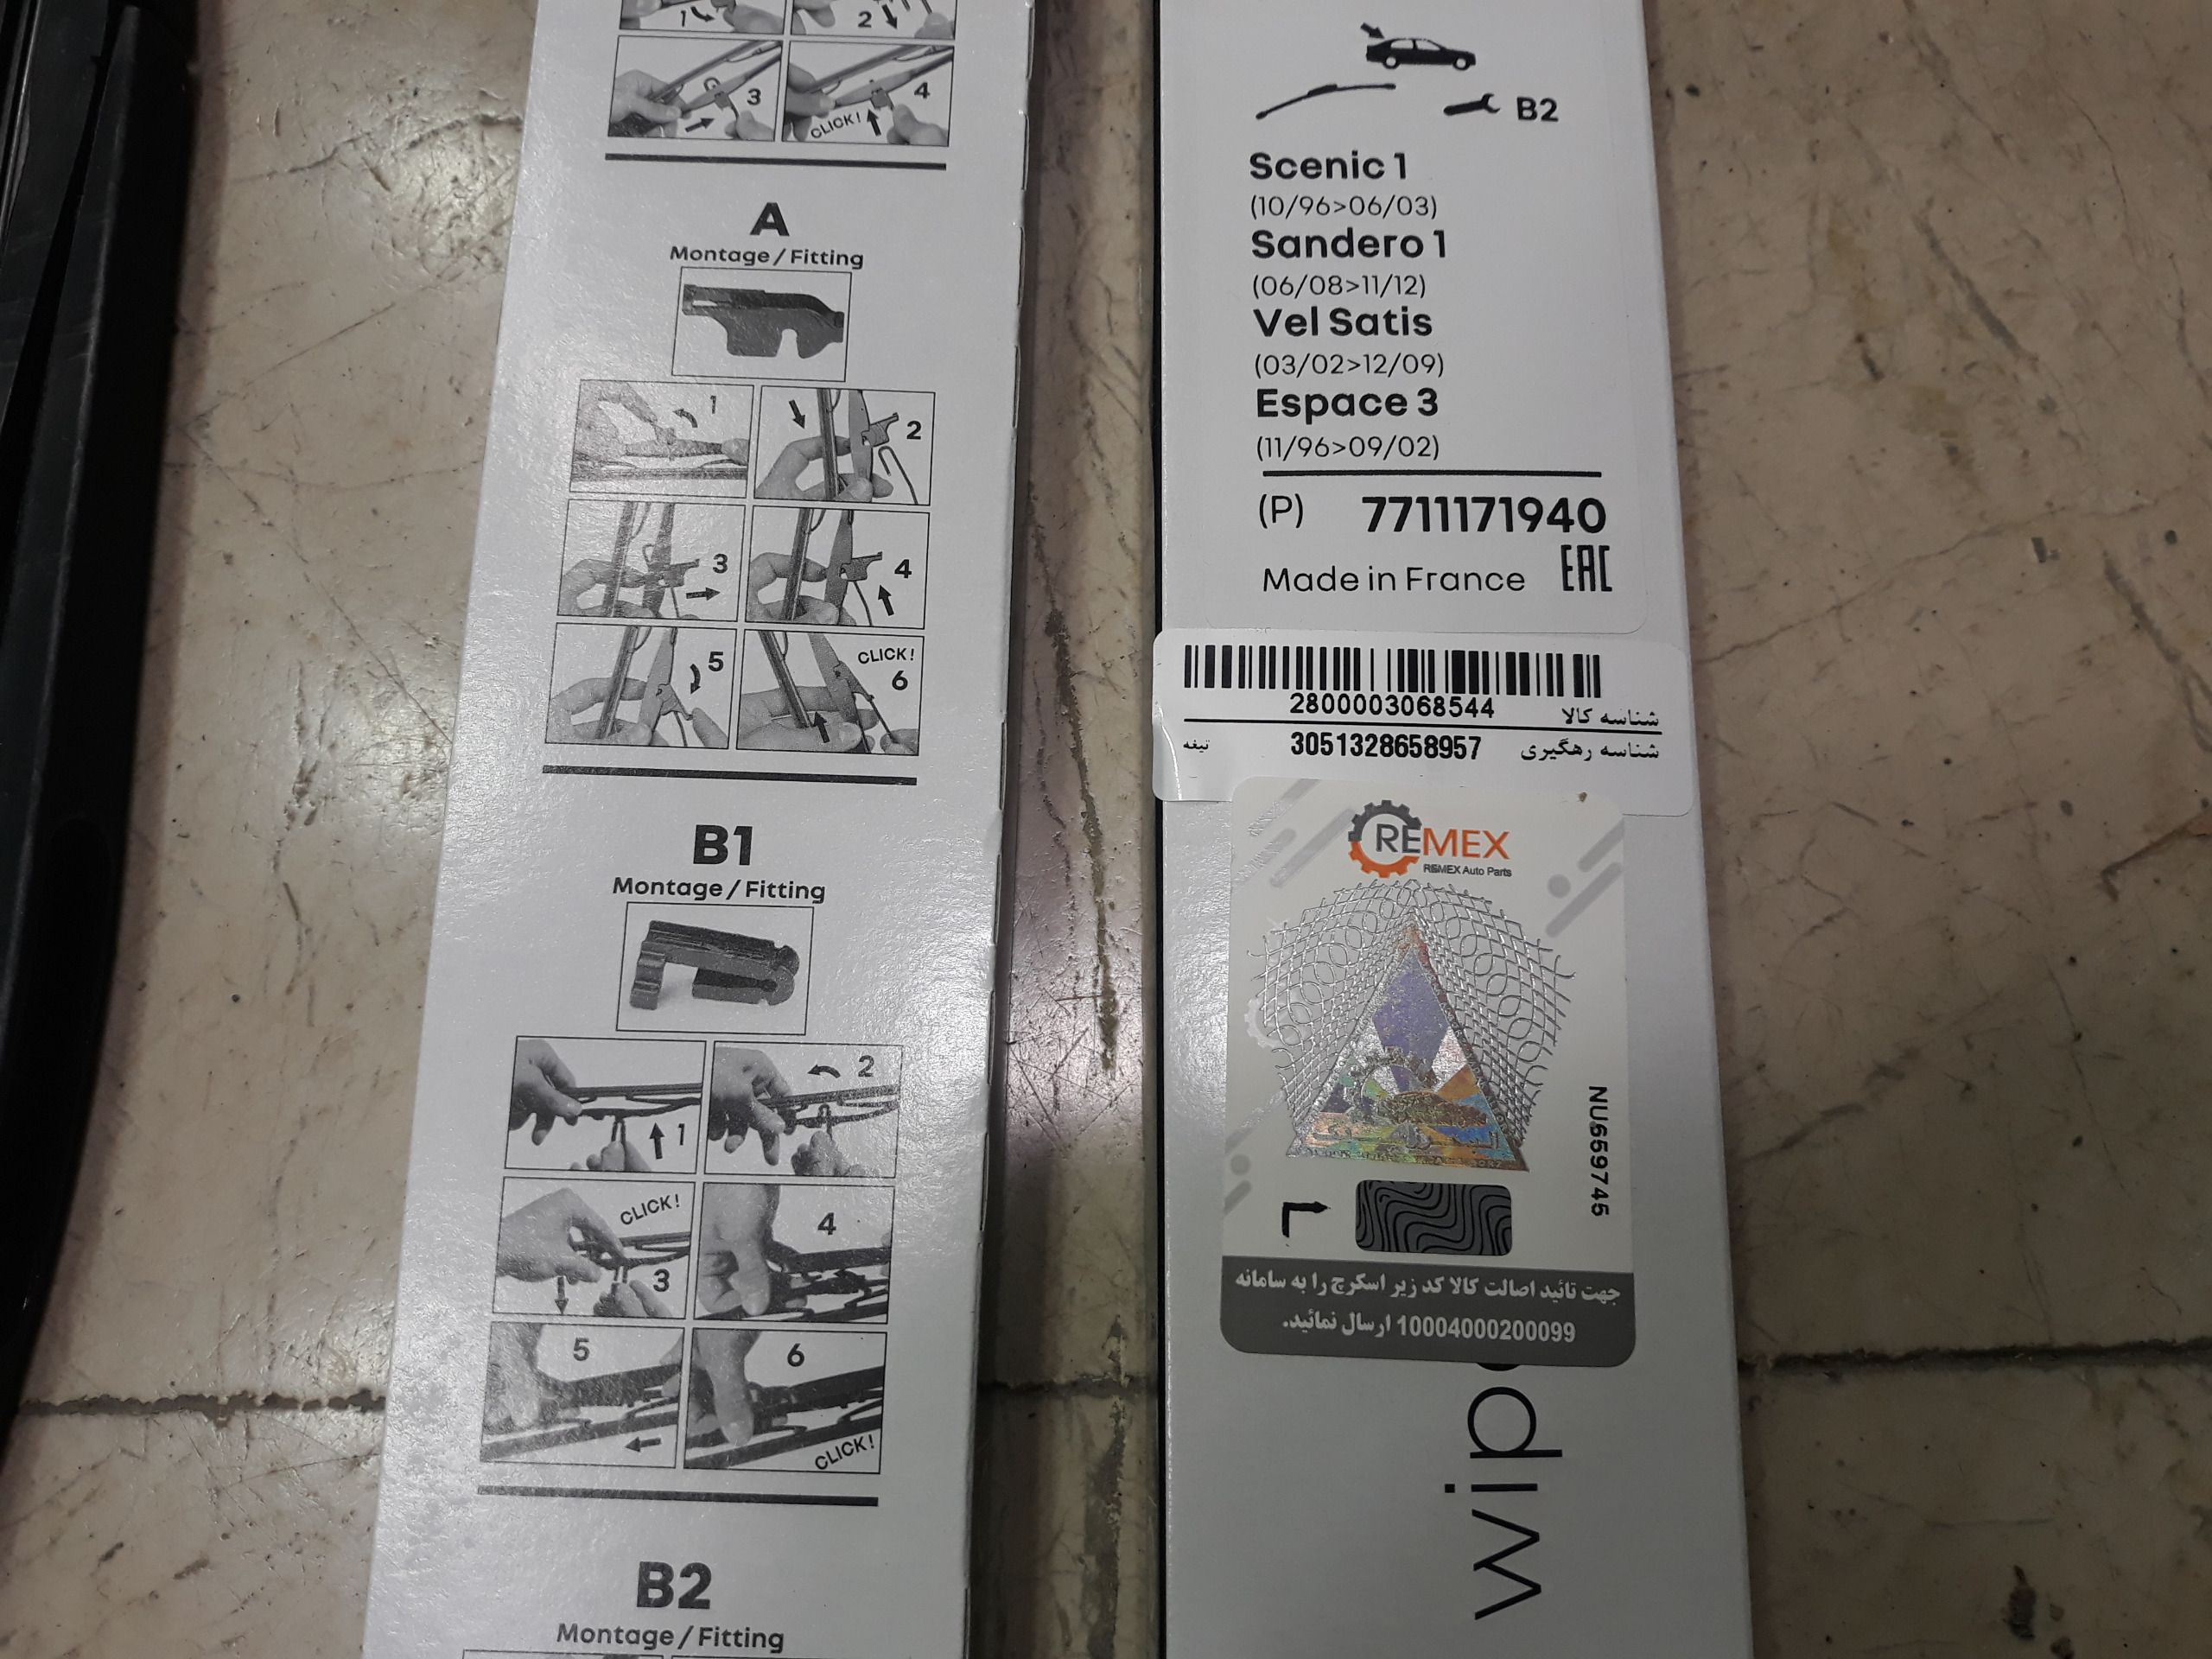 1
2
3
4
CLICK!
A
Montage / Fitting
1
2
3
4
5
CLICK!
6
B1
Montage / Fitting
1
2
CLICK!
3
4
5
6
CLICK!
B2
Montage / Fitting
B2
Scenic 1
(10/96>06/03)
Sandero 1
(06/08>11/12)
Vel Satis
(03/02>12/09)
Espace 3
(11/96>09/02)
(P) 7711171940
Made in France EAC
شناسه کالا 2800003068544
شناسه رهگیری 3051328658957 تیغه
REMEX
REMEX Auto Parts
NU659745
جهت تائید اصالت کالا کد زیر اسکرچ را به سامانه
10004000200099 ارسال نمائید.
wip